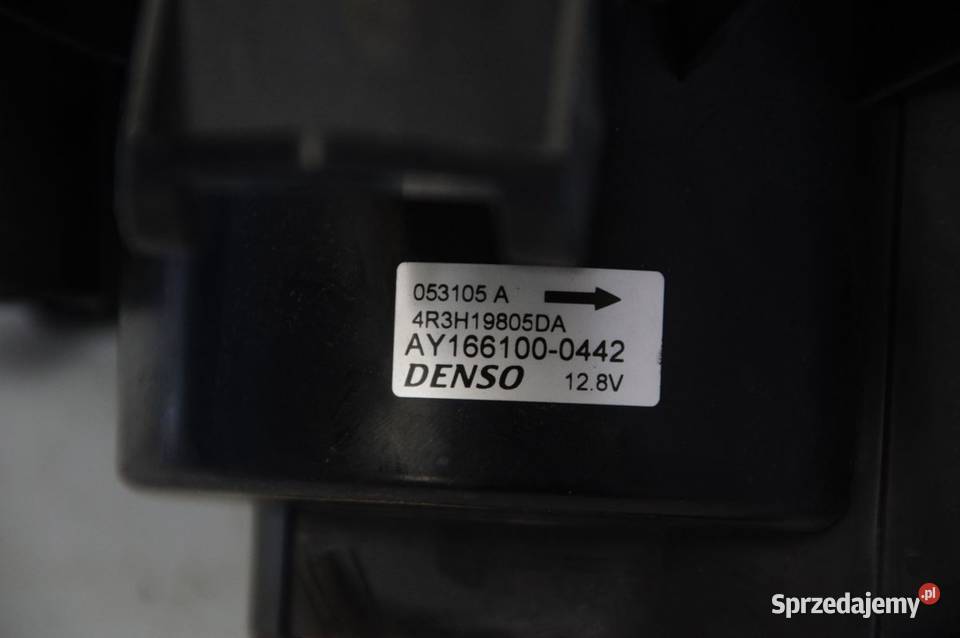 053105 A
4R3H19805DA
AY166100-0442
DENSO 12.8V
Sprzedajemy.pl